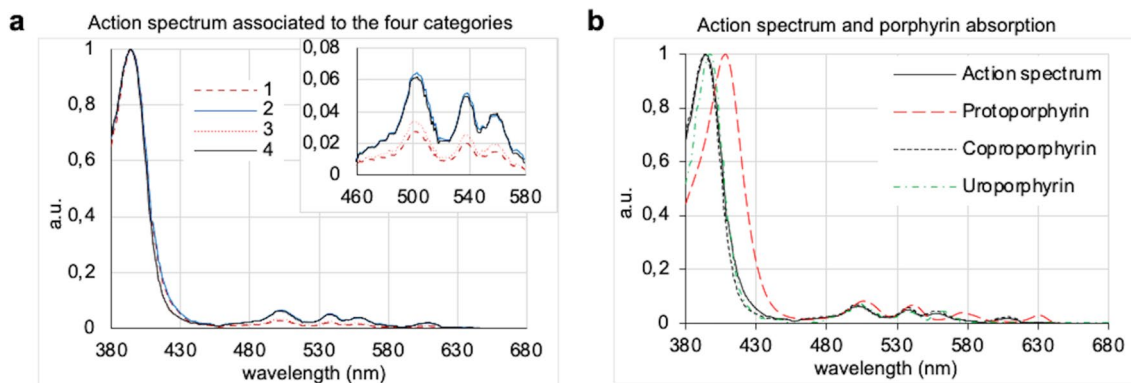 a
Action spectrum associated to the four categories
1
0,8
0,6
0,4
0,2
0
a.u.
1
2
3
4
0,08
0,06
0,04
0,02
0
460 500 540 580
380 430 480 530 580 630 680
wavelength (nm)
b
Action spectrum and porphyrin absorption
1
0,8
0,6
0,4
0,2
0
a.u.
Action spectrum
Protoporphyrin
Coproporphyrin
Uroporphyrin
380 430 480 530 580 630 680
wavelength (nm)